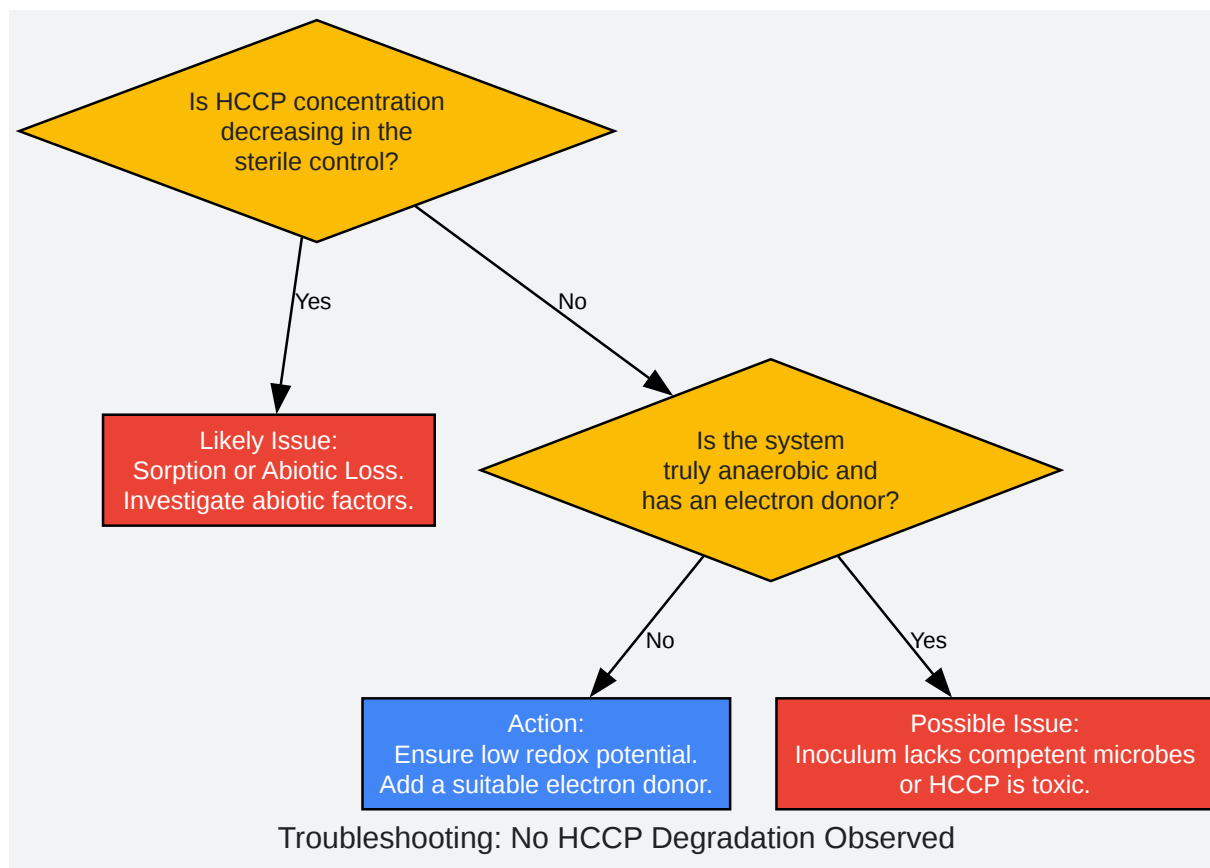 Is HCCP concentration
decreasing in the
sterile control?
Yes
No
Likely Issue:
Sorption or Abiotic Loss.
Investigate abiotic factors.
Is the system
truly anaerobic and
has an electron donor?
No
Yes
Action:
Ensure low redox potential.
Add a suitable electron donor.
Possible Issue:
Inoculum lacks competent microbes
or HCCP is toxic.
Troubleshooting: No HCCP Degradation Observed